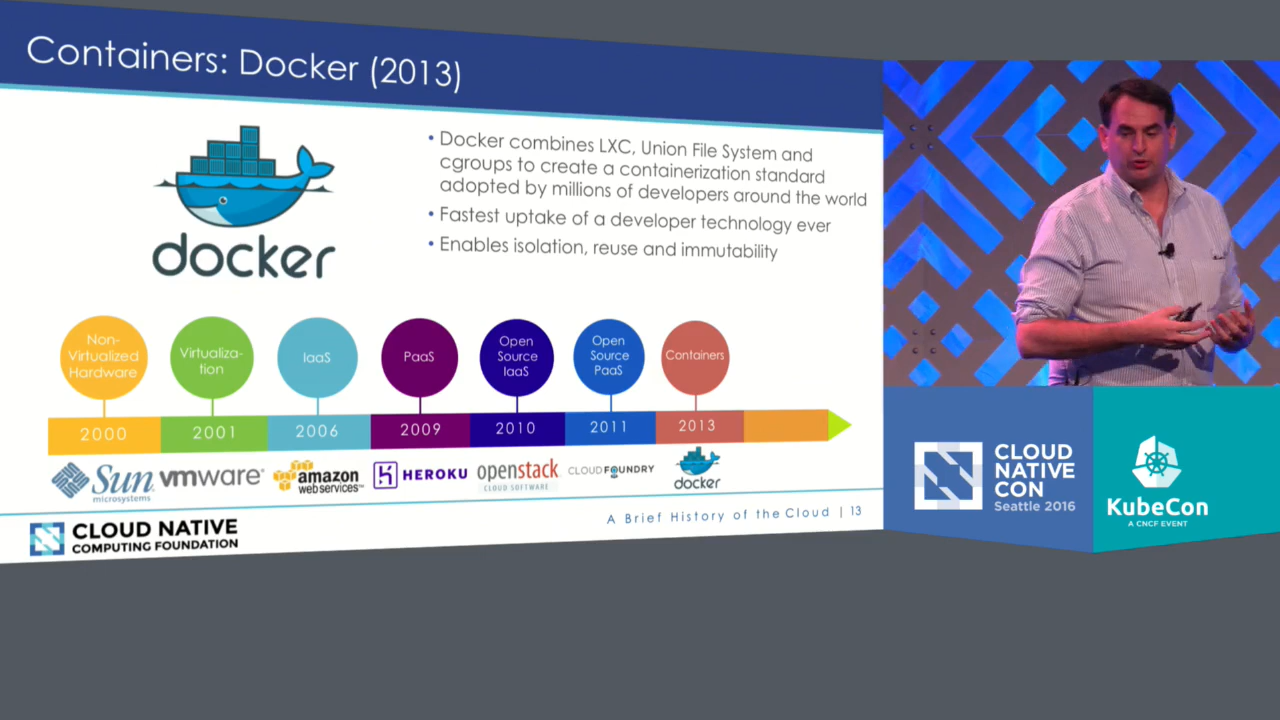 Containers: Docker (2013)
docker
• Docker combines LXC, Union File System and
cgroups to create a containerization standard
adopted by millions of developers around the world
• Fastest uptake of a developer technology ever
• Enables isolation, reuse and immutability
Non-
Virtualized
Hardware
Virtualiza-
tion
IaaS
PaaS
Open
Source
IaaS
Open
Source
PaaS
Containers
2000
2001
2006
2009
2010
2011
2013
Sun
microsystems
vmware®
amazon
web services™
HEROKU
openstack
CLOUD SOFTWARE
CLOUD FOUNDRY
docker
CLOUD NATIVE
COMPUTING FOUNDATION
A Brief History of the Cloud | 13
CLOUD
NATIVE
CON
Seattle 2016
KubeCon
A CNCF EVENT